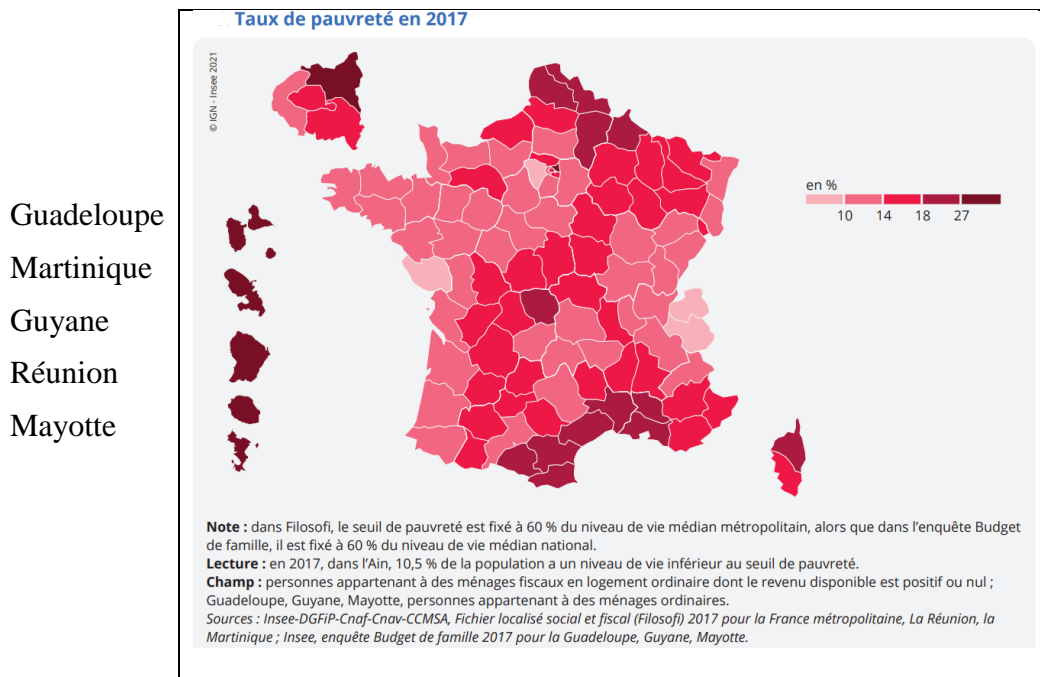 Taux de pauvreté en 2017
© IGN - Insee 2021
en %
10 14 18 27
Guadeloupe
Martinique
Guyane
Réunion
Mayotte
Note : dans Filosofi, le seuil de pauvreté est fixé à 60 % du niveau de vie médian métropolitain, alors que dans l'enquête Budget
de famille, il est fixé à 60 % du niveau de vie médian national.
Lecture : en 2017, dans l'Ain, 10,5 % de la population a un niveau de vie inférieur au seuil de pauvreté.
Champ : personnes appartenant à des ménages fiscaux en logement ordinaire dont le revenu disponible est positif ou nul ;
Guadeloupe, Guyane, Mayotte, personnes appartenant à des ménages ordinaires.
Sources : Insee-DGFiP-Cnaf-Cnav-CCMSA, Fichier localisé social et fiscal (Filosofi) 2017 pour la France métropolitaine, La Réunion, la
Martinique ; Insee, enquête Budget de famille 2017 pour la Guadeloupe, Guyane, Mayotte.